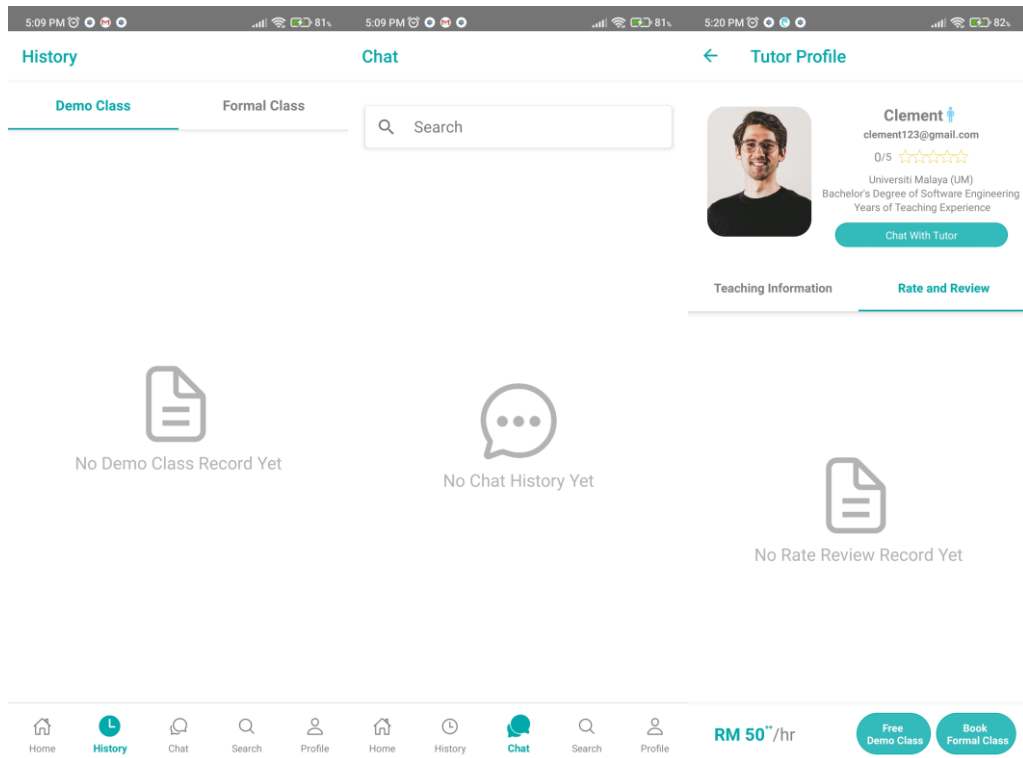 5:09 PM
81%
History
Demo Class
Formal Class
No Demo Class Record Yet
Home
History
Chat
Search
Profile
5:09 PM
81%
Chat
Search
No Chat History Yet
Home
History
Chat
Search
Profile
5:20 PM
82%
Tutor Profile
Clement
clement123@gmail.com
0/5
Universiti Malaya (UM)
Bachelor's Degree of Software Engineering
Years of Teaching Experience
Chat With Tutor
Teaching Information
Rate and Review
No Rate Review Record Yet
RM 50**/hr
Free
Demo Class
Book
Formal Class